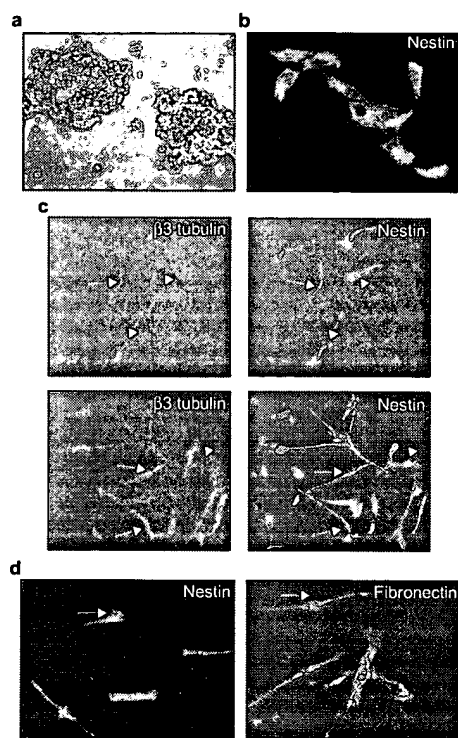 a
b
Nestin
c
β3-tubulin
Nestin
β3 tubulin
Nestin
d
Nestin
Fibronectin